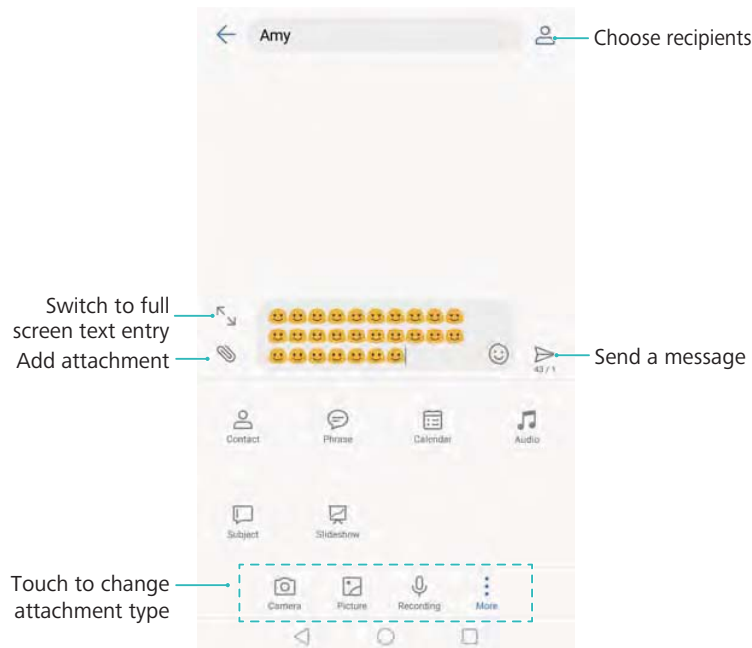 Amy
Choose recipients
Switch to full
screen text entry
Add attachment
Send a message
43 / 1
Contact
Phrase
Calendar
Audio
Subject
Slideshow
Touch to change
attachment type
Camera
Picture
Recording
More